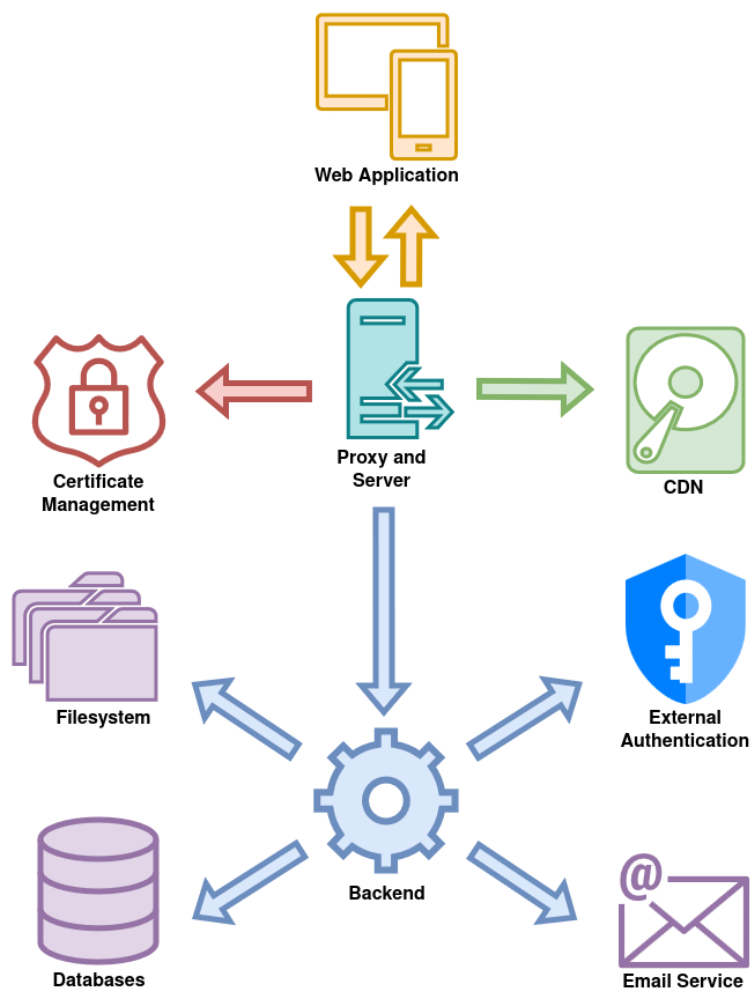 Web Application
Proxy and
Server
Certificate
Management
CDN
Filesystem
External
Authentication
@
Backend
Databases
Email Service